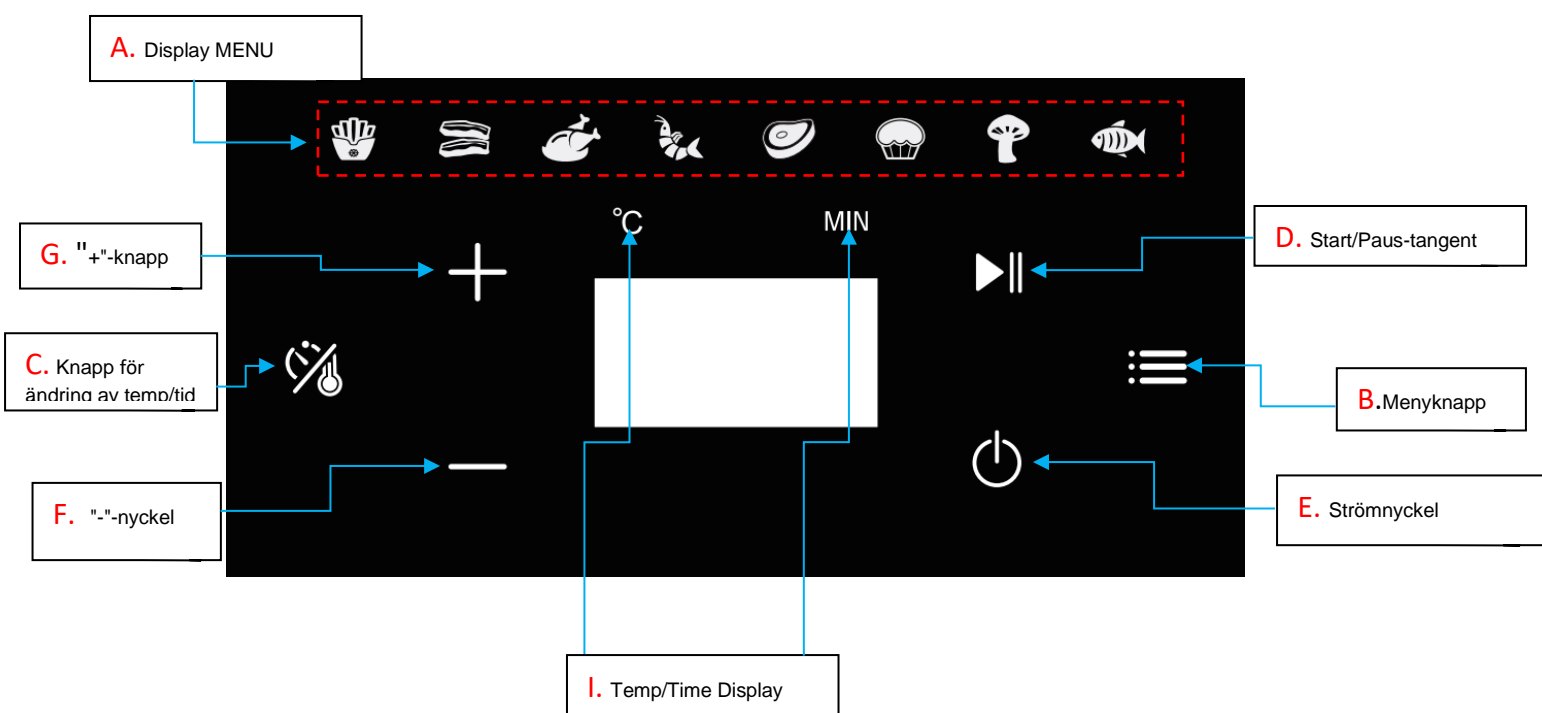 A. Display MENU
°C
MIN
G. "+"-knapp
D. Start/Paus-tangent
C. Knapp för
ändring av temp/tid
B.Menyknapp
F. "-"-nyckel
E. Strömnyckel
I. Temp/Time Display